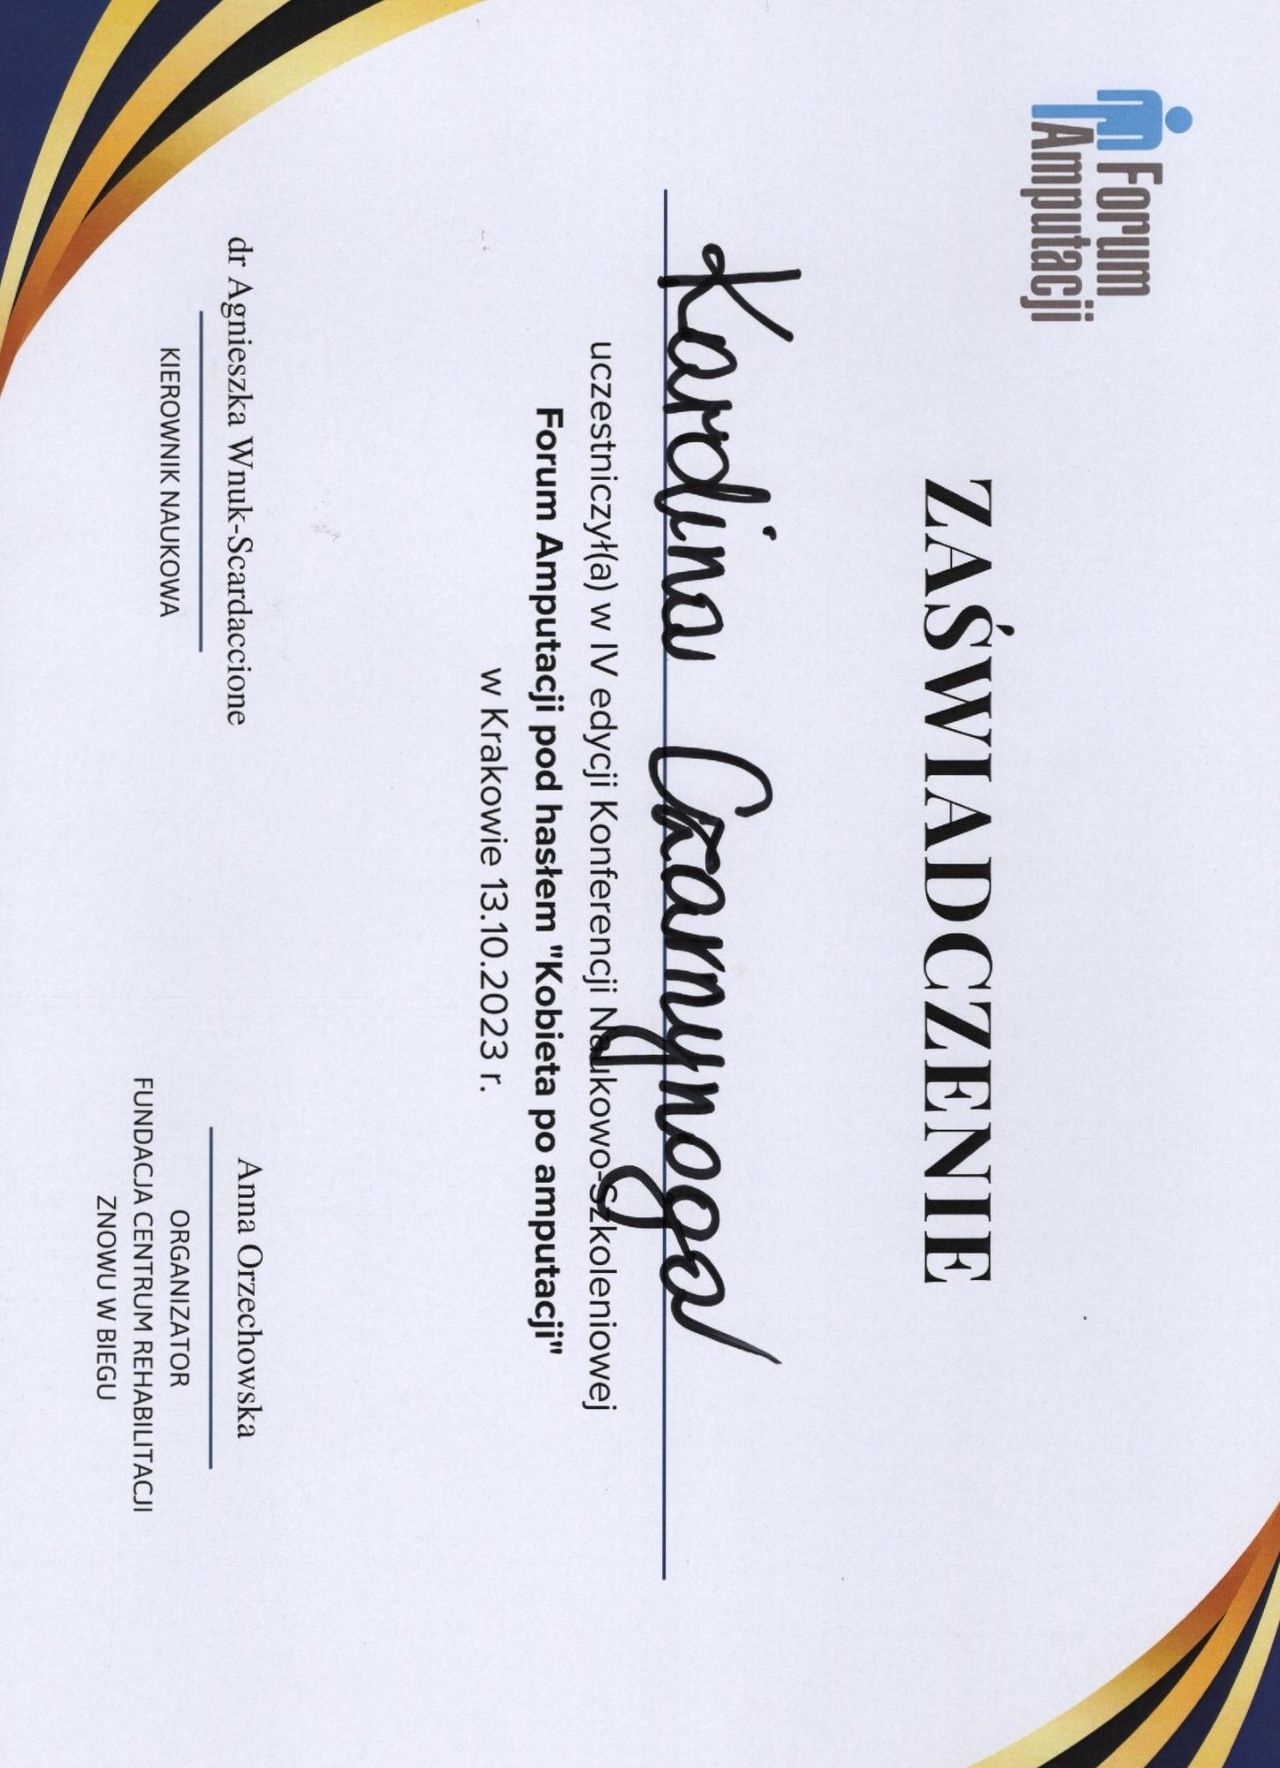 Forum
Amputacji
ZAŚWIADCZENIE
Karolina Czarnynoga
uczestniczył(a) w IV edycji Konferencji Naukowo-Szkoleniowej
Forum Amputacji pod hasłem "Kobieta po amputacji"
w Krakowie 13.10.2023 r.
dr Agnieszka Wnuk-Scardaccione
KIEROWNIK NAUKOWA
Anna Orzechowska
ORGANIZATOR
FUNDACJA CENTRUM REHABILITACJI
ZNOWU W BIEGU